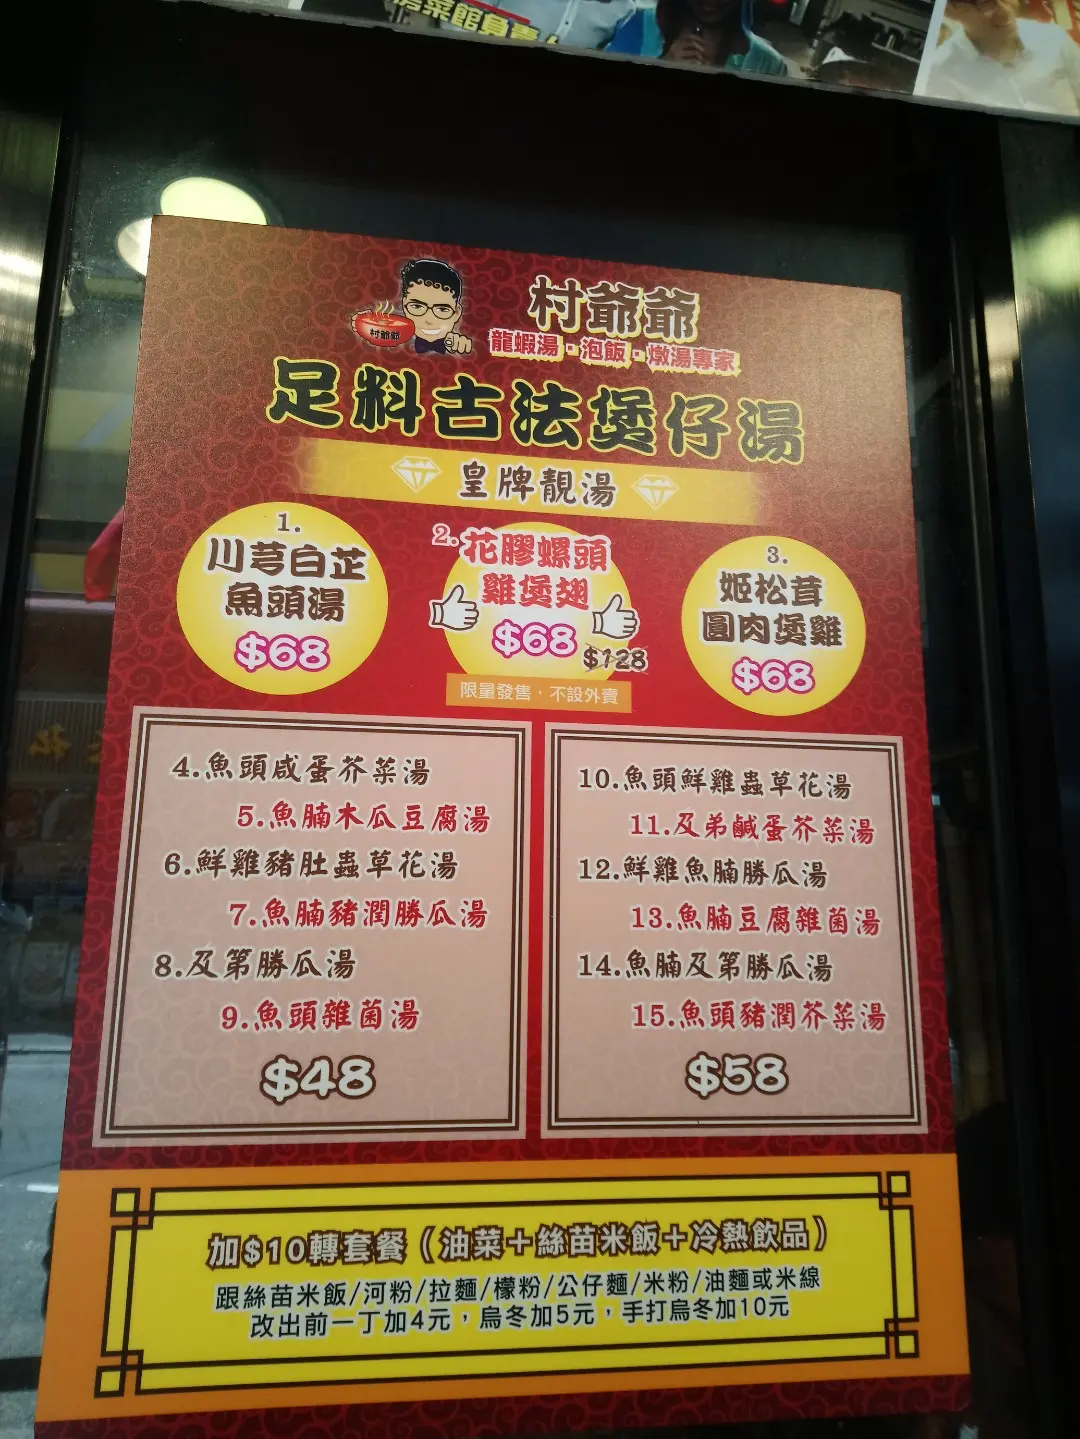 村爺爺
村爺爺
龍蝦湯·泡飯·燉湯專家
足料古法煲仔湯
皇牌靚湯
1.
川芎白芷
魚頭湯
$68
2.花膠螺頭
雞煲翅
$68 $128
限量發售，不設外賣
3.
姬松茸
圓肉煲雞
$68
4.魚頭咸蛋芥菜湯
5.魚腩木瓜豆腐湯
6.鮮雞豬肚蟲草花湯
7.魚腩豬潤勝瓜湯
8.及第勝瓜湯
9.魚頭雜菌湯
$48
10.魚頭鮮雞蟲草花湯
11.及弟鹹蛋芥菜湯
12.鮮雞魚腩勝瓜湯
13.魚腩豆腐雜菌湯
14.魚腩及第勝瓜湯
15.魚頭豬潤芥菜湯
$58
加$10轉套餐（油菜＋絲苗米飯＋冷熱飲品）
跟絲苗米飯/河粉/拉麵/檬粉/公仔麵/米粉/油麵或米線
改出前一丁加4元，烏冬加5元，手打烏冬加10元